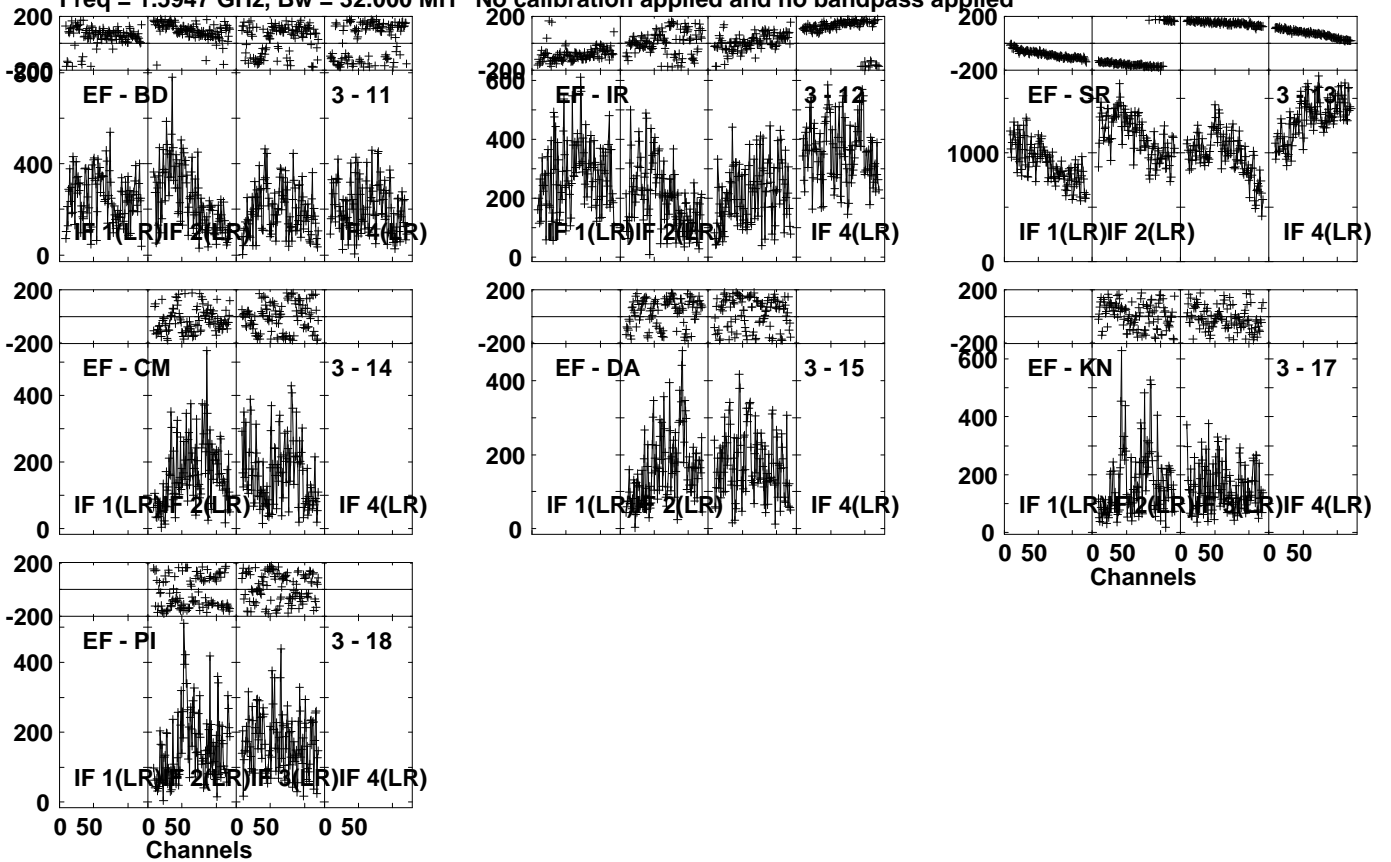 Freq = 1.5947 GHz, Bw = 32.000 MH No calibration applied and no bandpass applied
200
-200
800
EF - BD 3 - 11
400
0
IF 1(LR) IF 2(LR) IF 4(LR)
200
-200
600
EF - IR 3 - 12
400
200
0
IF 1(LR) IF 2(LR) IF 4(LR)
200
-200
EF - SR 3 - 13
1000
0
IF 1(LR) IF 2(LR) IF 4(LR)
200
-200
EF - CM 3 - 14
400
200
0
IF 1(LR) IF 2(LR) IF 4(LR)
200
-200
EF - DA 3 - 15
400
200
0
IF 1(LR) IF 2(LR) IF 4(LR)
200
-200
600
EF - KN 3 - 17
400
200
0
IF 1(LR) IF 2(LR) IF 3(LR) IF 4(LR)
0 50 0 50 0 50 0 50
Channels
200
-200
EF - PI 3 - 18
400
200
0
IF 1(LR) IF 2(LR) IF 3(LR) IF 4(LR)
0 50 0 50 0 50 0 50
Channels